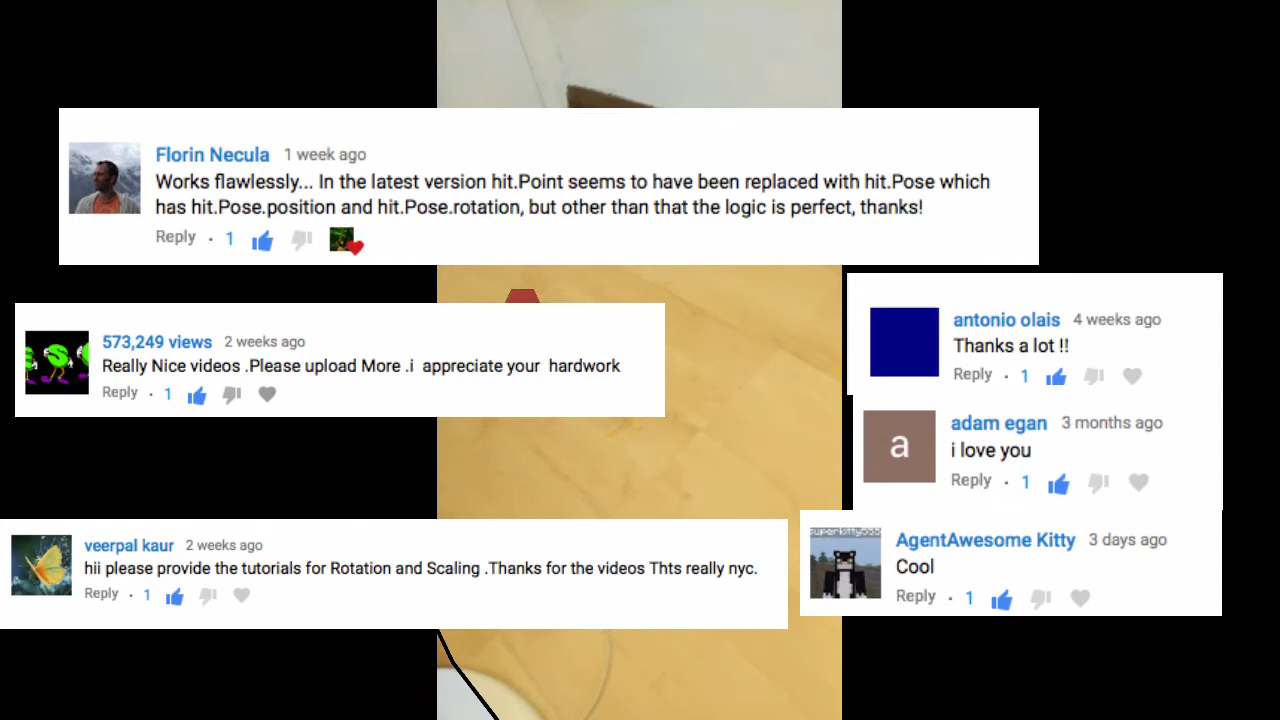 Florin Necula 1 week ago
Works flawlessly... In the latest version hit.Point seems to have been replaced with hit.Pose which
has hit.Pose.position and hit.Pose.rotation, but other than that the logic is perfect, thanks!
Reply · 1
573,249 views 2 weeks ago
Really Nice videos .Please upload More .i appreciate your hardwork
Reply · 1
antonio olais 4 weeks ago
Thanks a lot !!
Reply · 1
a
adam egan 3 months ago
i love you
Reply · 1
veerpal kaur 2 weeks ago
hii please provide the tutorials for Rotation and Scaling .Thanks for the videos Thts really nyc.
Reply · 1
superkitty555
AgentAwesome Kitty 3 days ago
Cool
Reply · 1